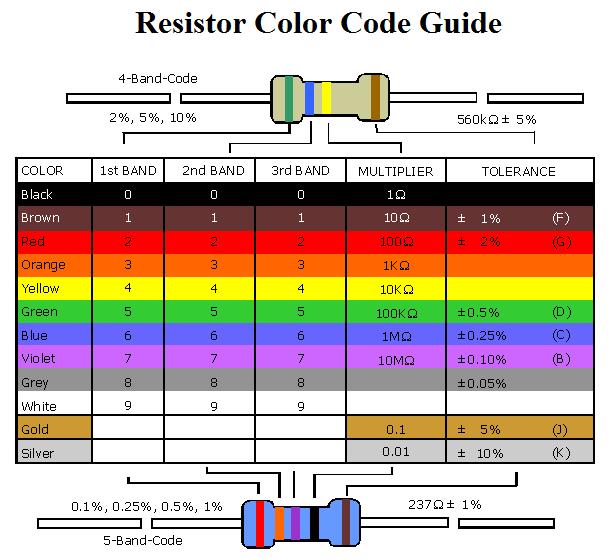 Resistor Color Code Guide
4-Band-Code
2%, 5%, 10%
560kΩ ± 5%
COLOR 1st BAND 2nd BAND 3rd BAND MULTIPLIER TOLERANCE
Black 0 0 0 1Ω
Brown 1 1 1 10Ω ± 1% (F)
Red 2 2 2 100Ω ± 2% (G)
Orange 3 3 3 1KΩ
Yellow 4 4 4 10KΩ
Green 5 5 5 100KΩ ±0.5% (D)
Blue 6 6 6 1MΩ ±0.25% (C)
Violet 7 7 7 10MΩ ±0.10% (B)
Grey 8 8 8 ±0.05%
White 9 9 9
Gold 0.1 ± 5% (J)
Silver 0.01 ± 10% (K)
0.1%, 0.25%, 0.5%, 1%
237Ω ± 1%
5-Band-Code